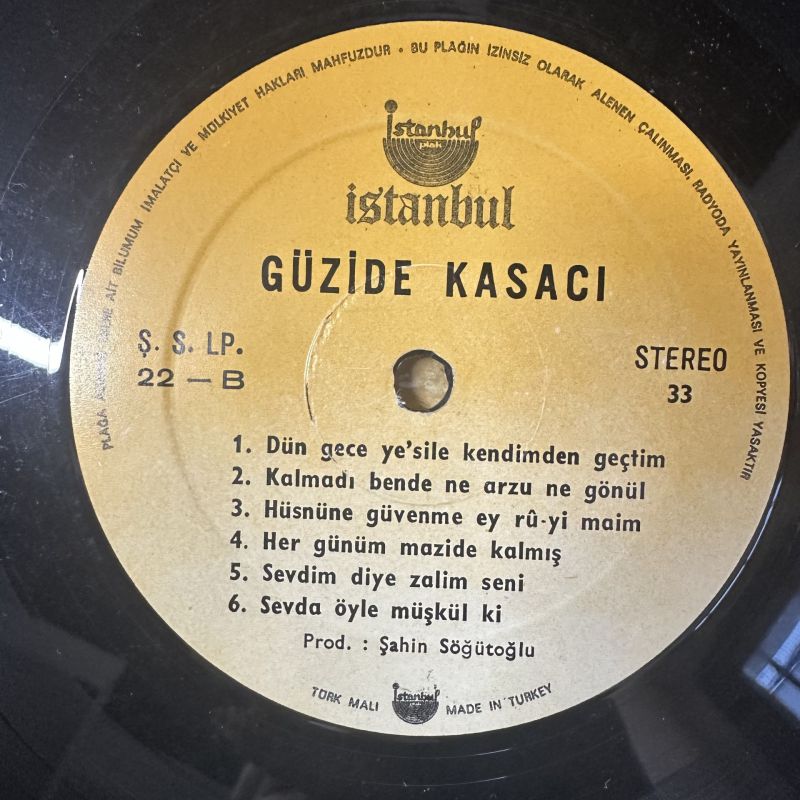 PLAĞA AIT BİLUMUM İMALATÇI VE MÜLKİYET HAKLARI MAHFUZDUR • BU PLAĞIN İZİNSİZ OLARAK ALENEN ÇALINMASI, RADYODA YAYINLANMASI VE KOPYESİ YASAKTIR
istanbul
plak
istanbul
GÜZİDE KASACI
Ş. S. LP.
22 — B
STEREO
33
1. Dün gece ye'sile kendimden geçtim
2. Kalmadı bende ne arzu ne gönül
3. Hüsnüne güvenme ey rû-yi maim
4. Her günüm mazide kalmış
5. Sevdim diye zalim seni
6. Sevda öyle müşkül ki
Prod. : Şahin Söğütoğlu
TÜRK MALI istanbul MADE IN TURKEY